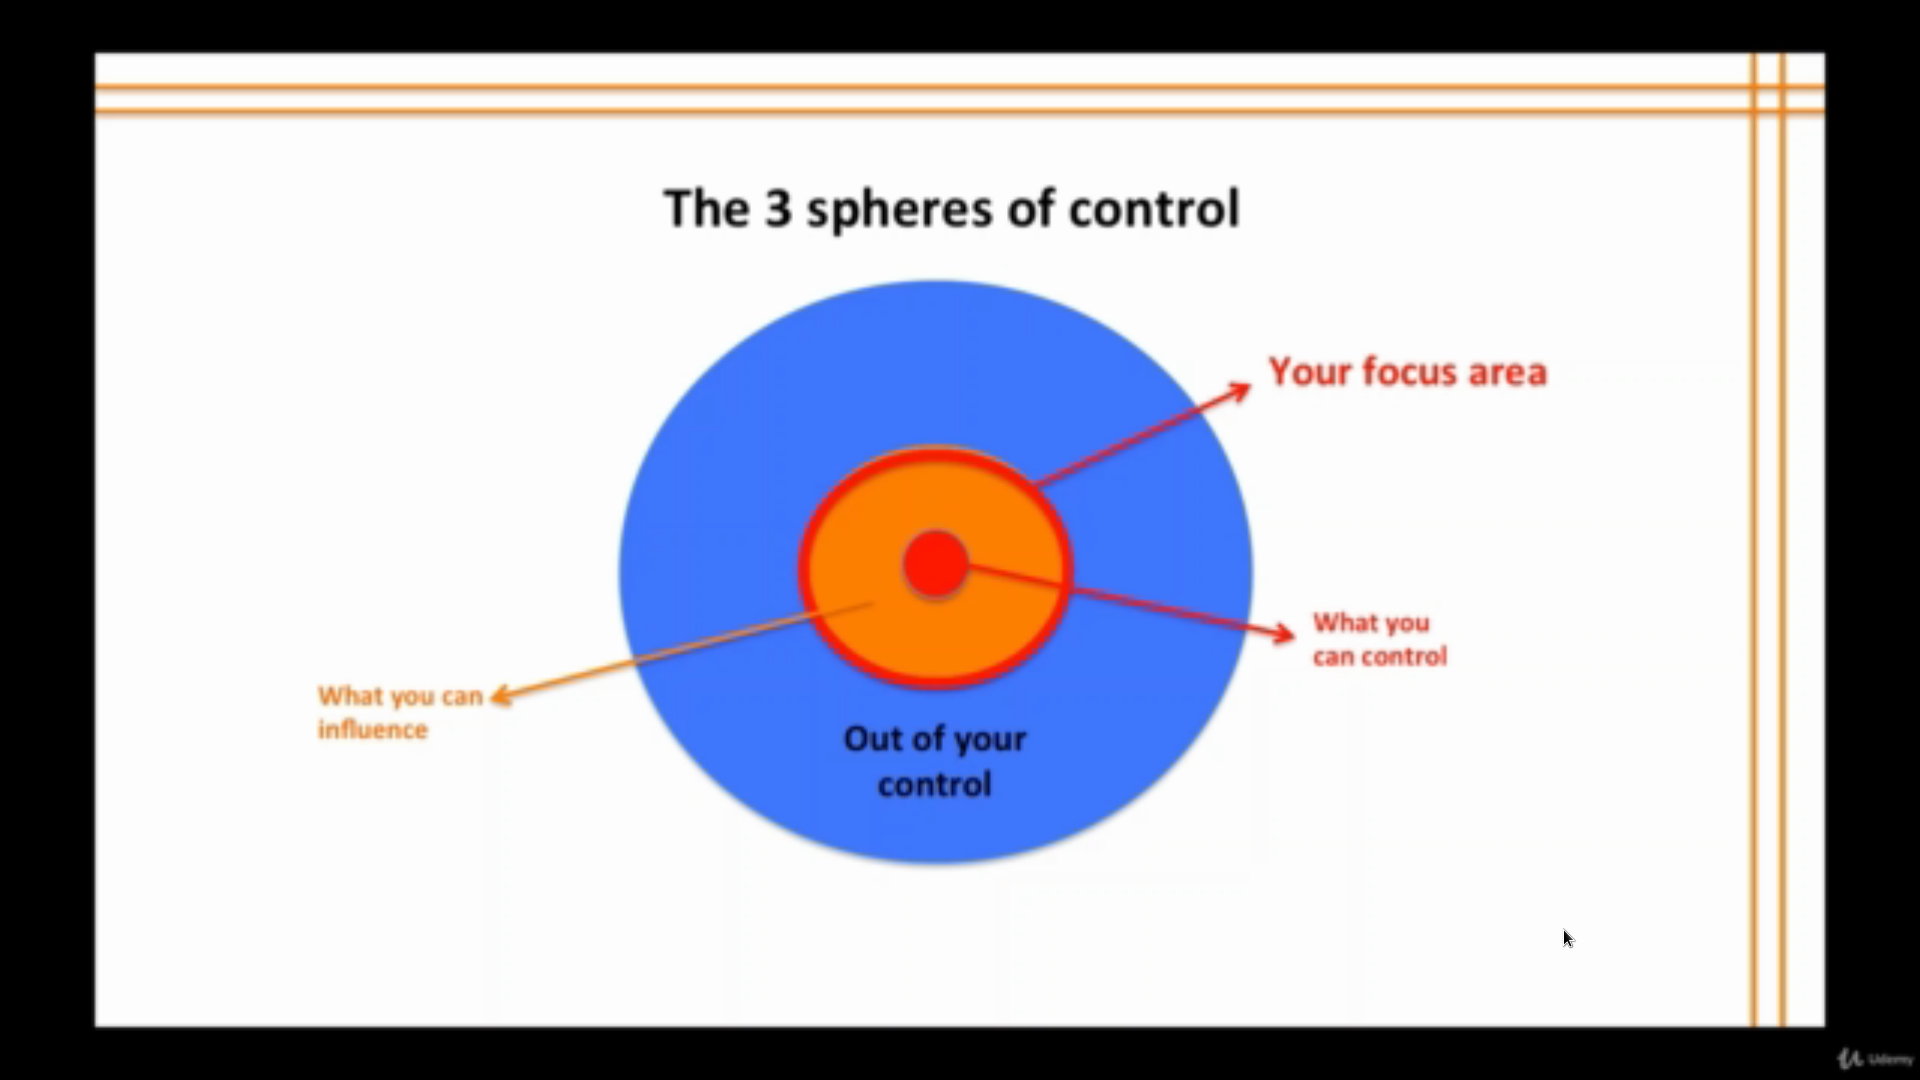 The 3 spheres of control
Your focus area
What you
can control
What you can
influence
Out of your
control
Udemy